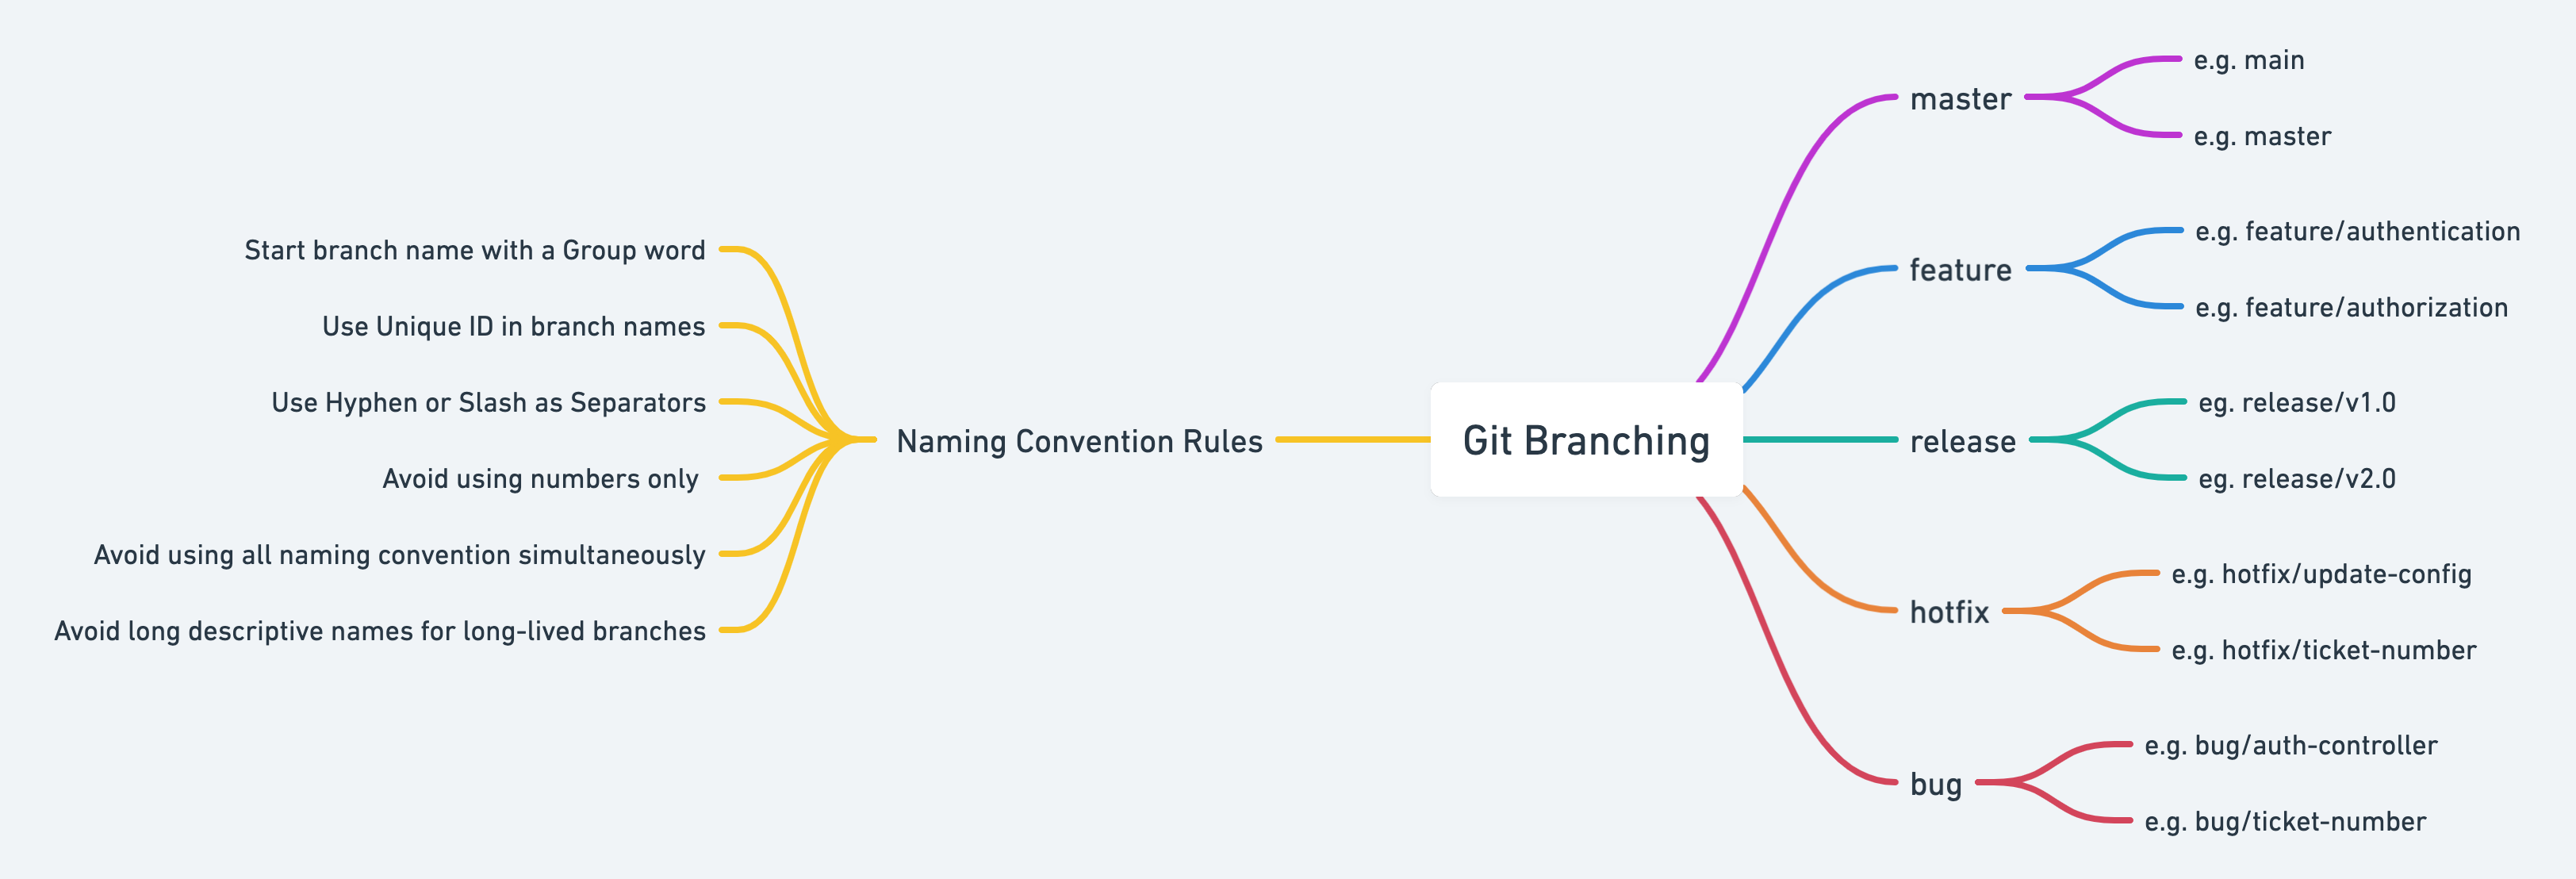 Git Branching
Naming Convention Rules
Start branch name with a Group word
Use Unique ID in branch names
Use Hyphen or Slash as Separators
Avoid using numbers only
Avoid using all naming convention simultaneously
Avoid long descriptive names for long-lived branches
master
e.g. main
e.g. master
feature
e.g. feature/authentication
e.g. feature/authorization
release
eg. release/v1.0
eg. release/v2.0
hotfix
e.g. hotfix/update-config
e.g. hotfix/ticket-number
bug
e.g. bug/auth-controller
e.g. bug/ticket-number